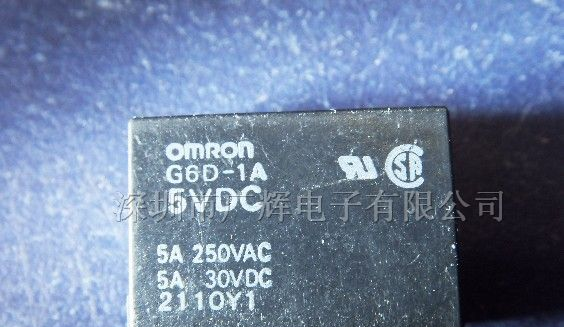 OMRON
G6D-1A
5VDC
深圳市广辉电子有限公司
5A 250VAC
5A 30VDC
2110Y1